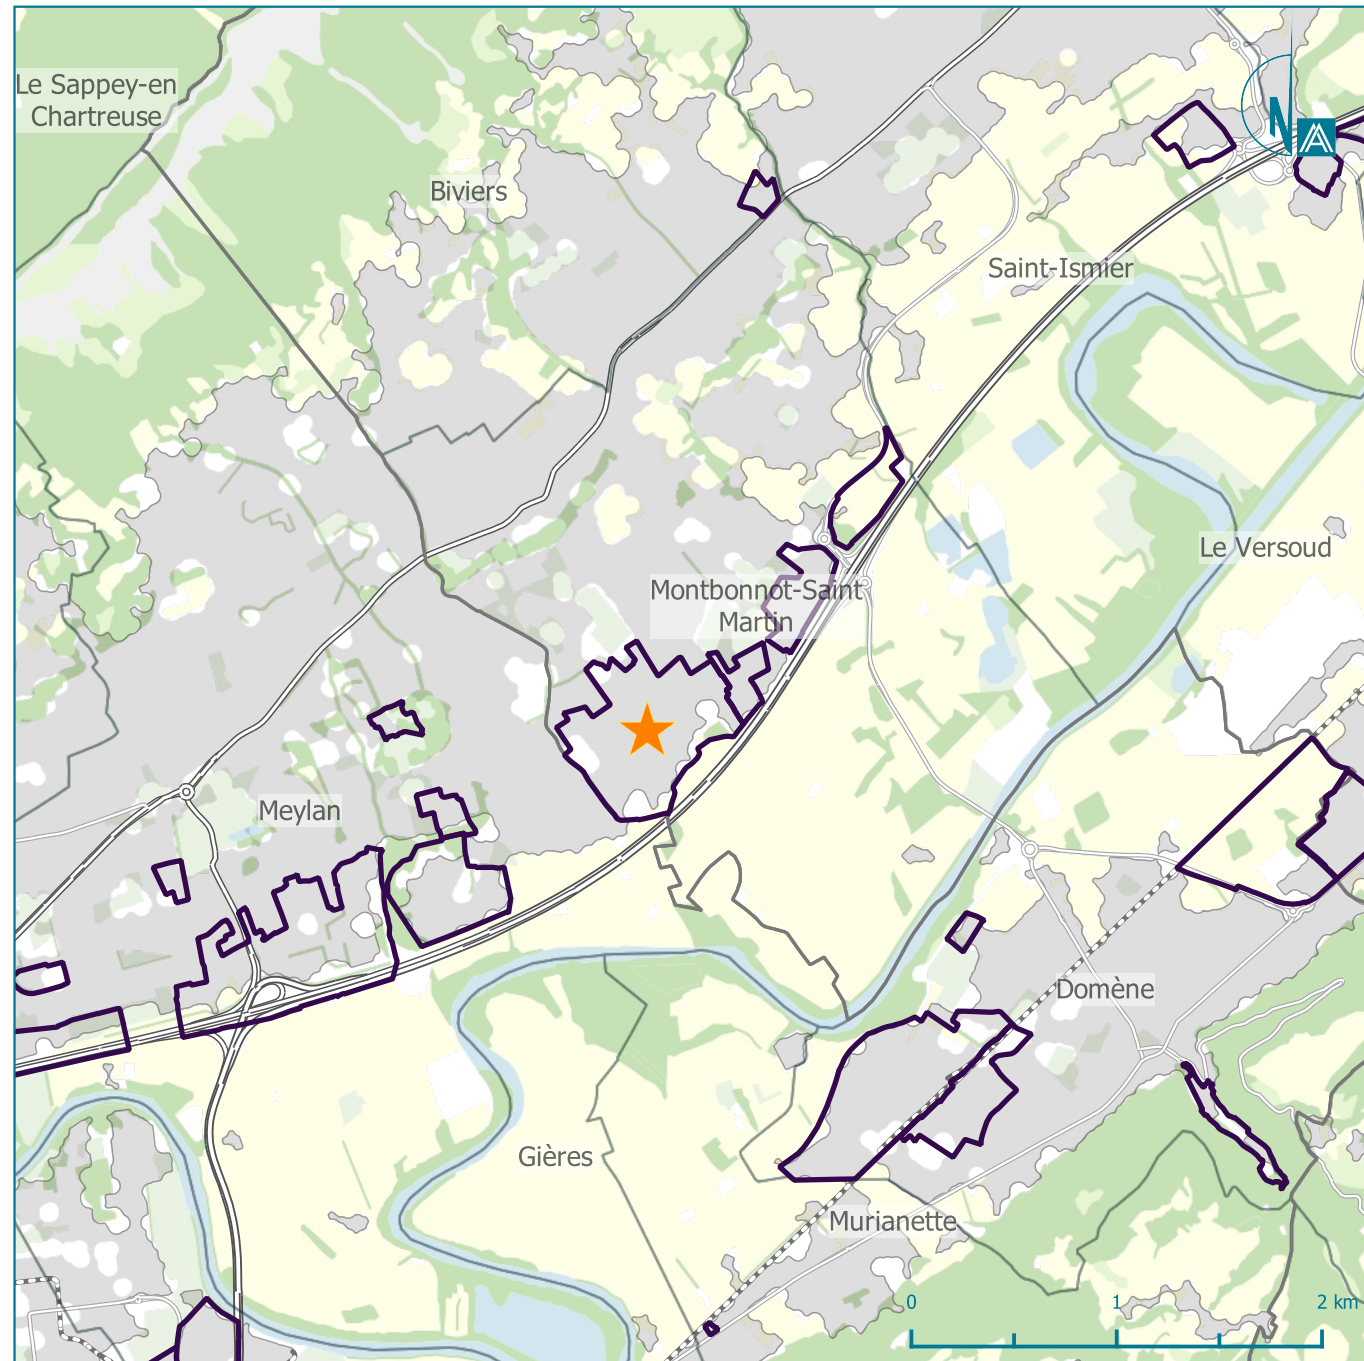 Le Sappey-en
Chartreuse
Biviers
N
Saint-Ismier
Le Versoud
Montbonnot-Saint
Martin
Meylan
Domène
Gières
Murianette
0 1 2 km